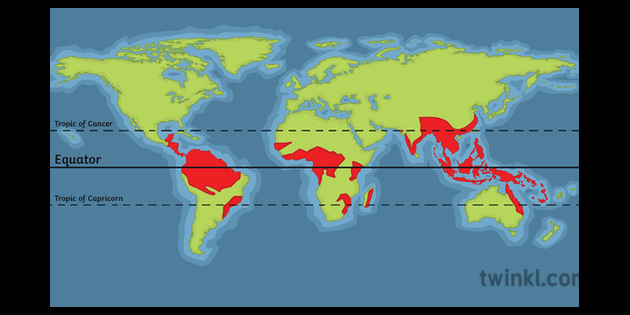 Tropic of Cancer
Equator
Tropic of Capricorn
twinkl.com